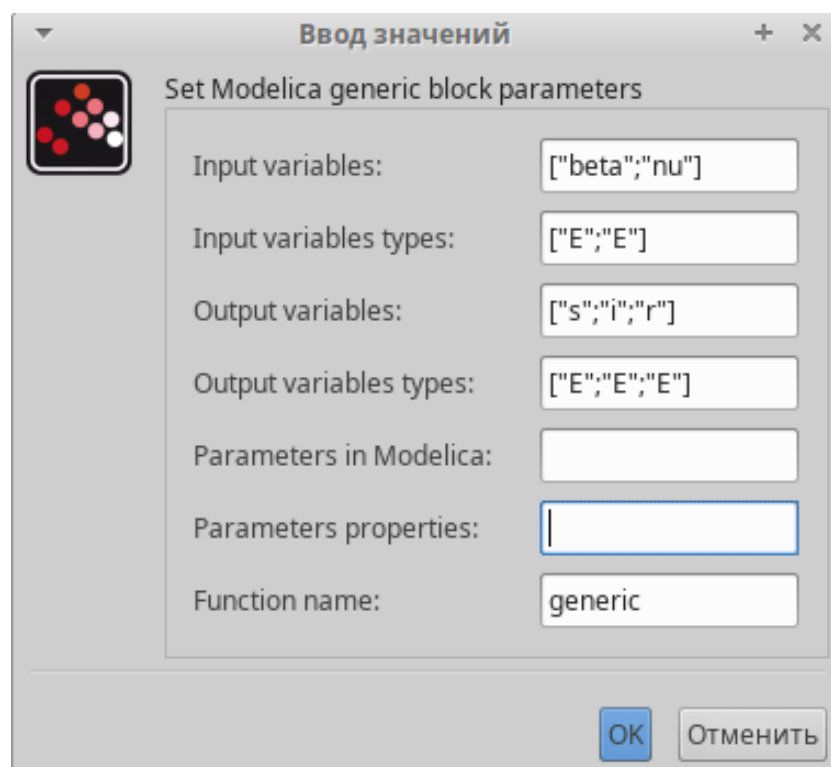 Ввод значений
Set Modelica generic block parameters
Input variables: ["beta";"nu"]
Input variables types: ["E";"E"]
Output variables: ["s";"i";"r"]
Output variables types: ["E";"E";"E"]
Parameters in Modelica:
Parameters properties:
Function name: generic
OK Отменить